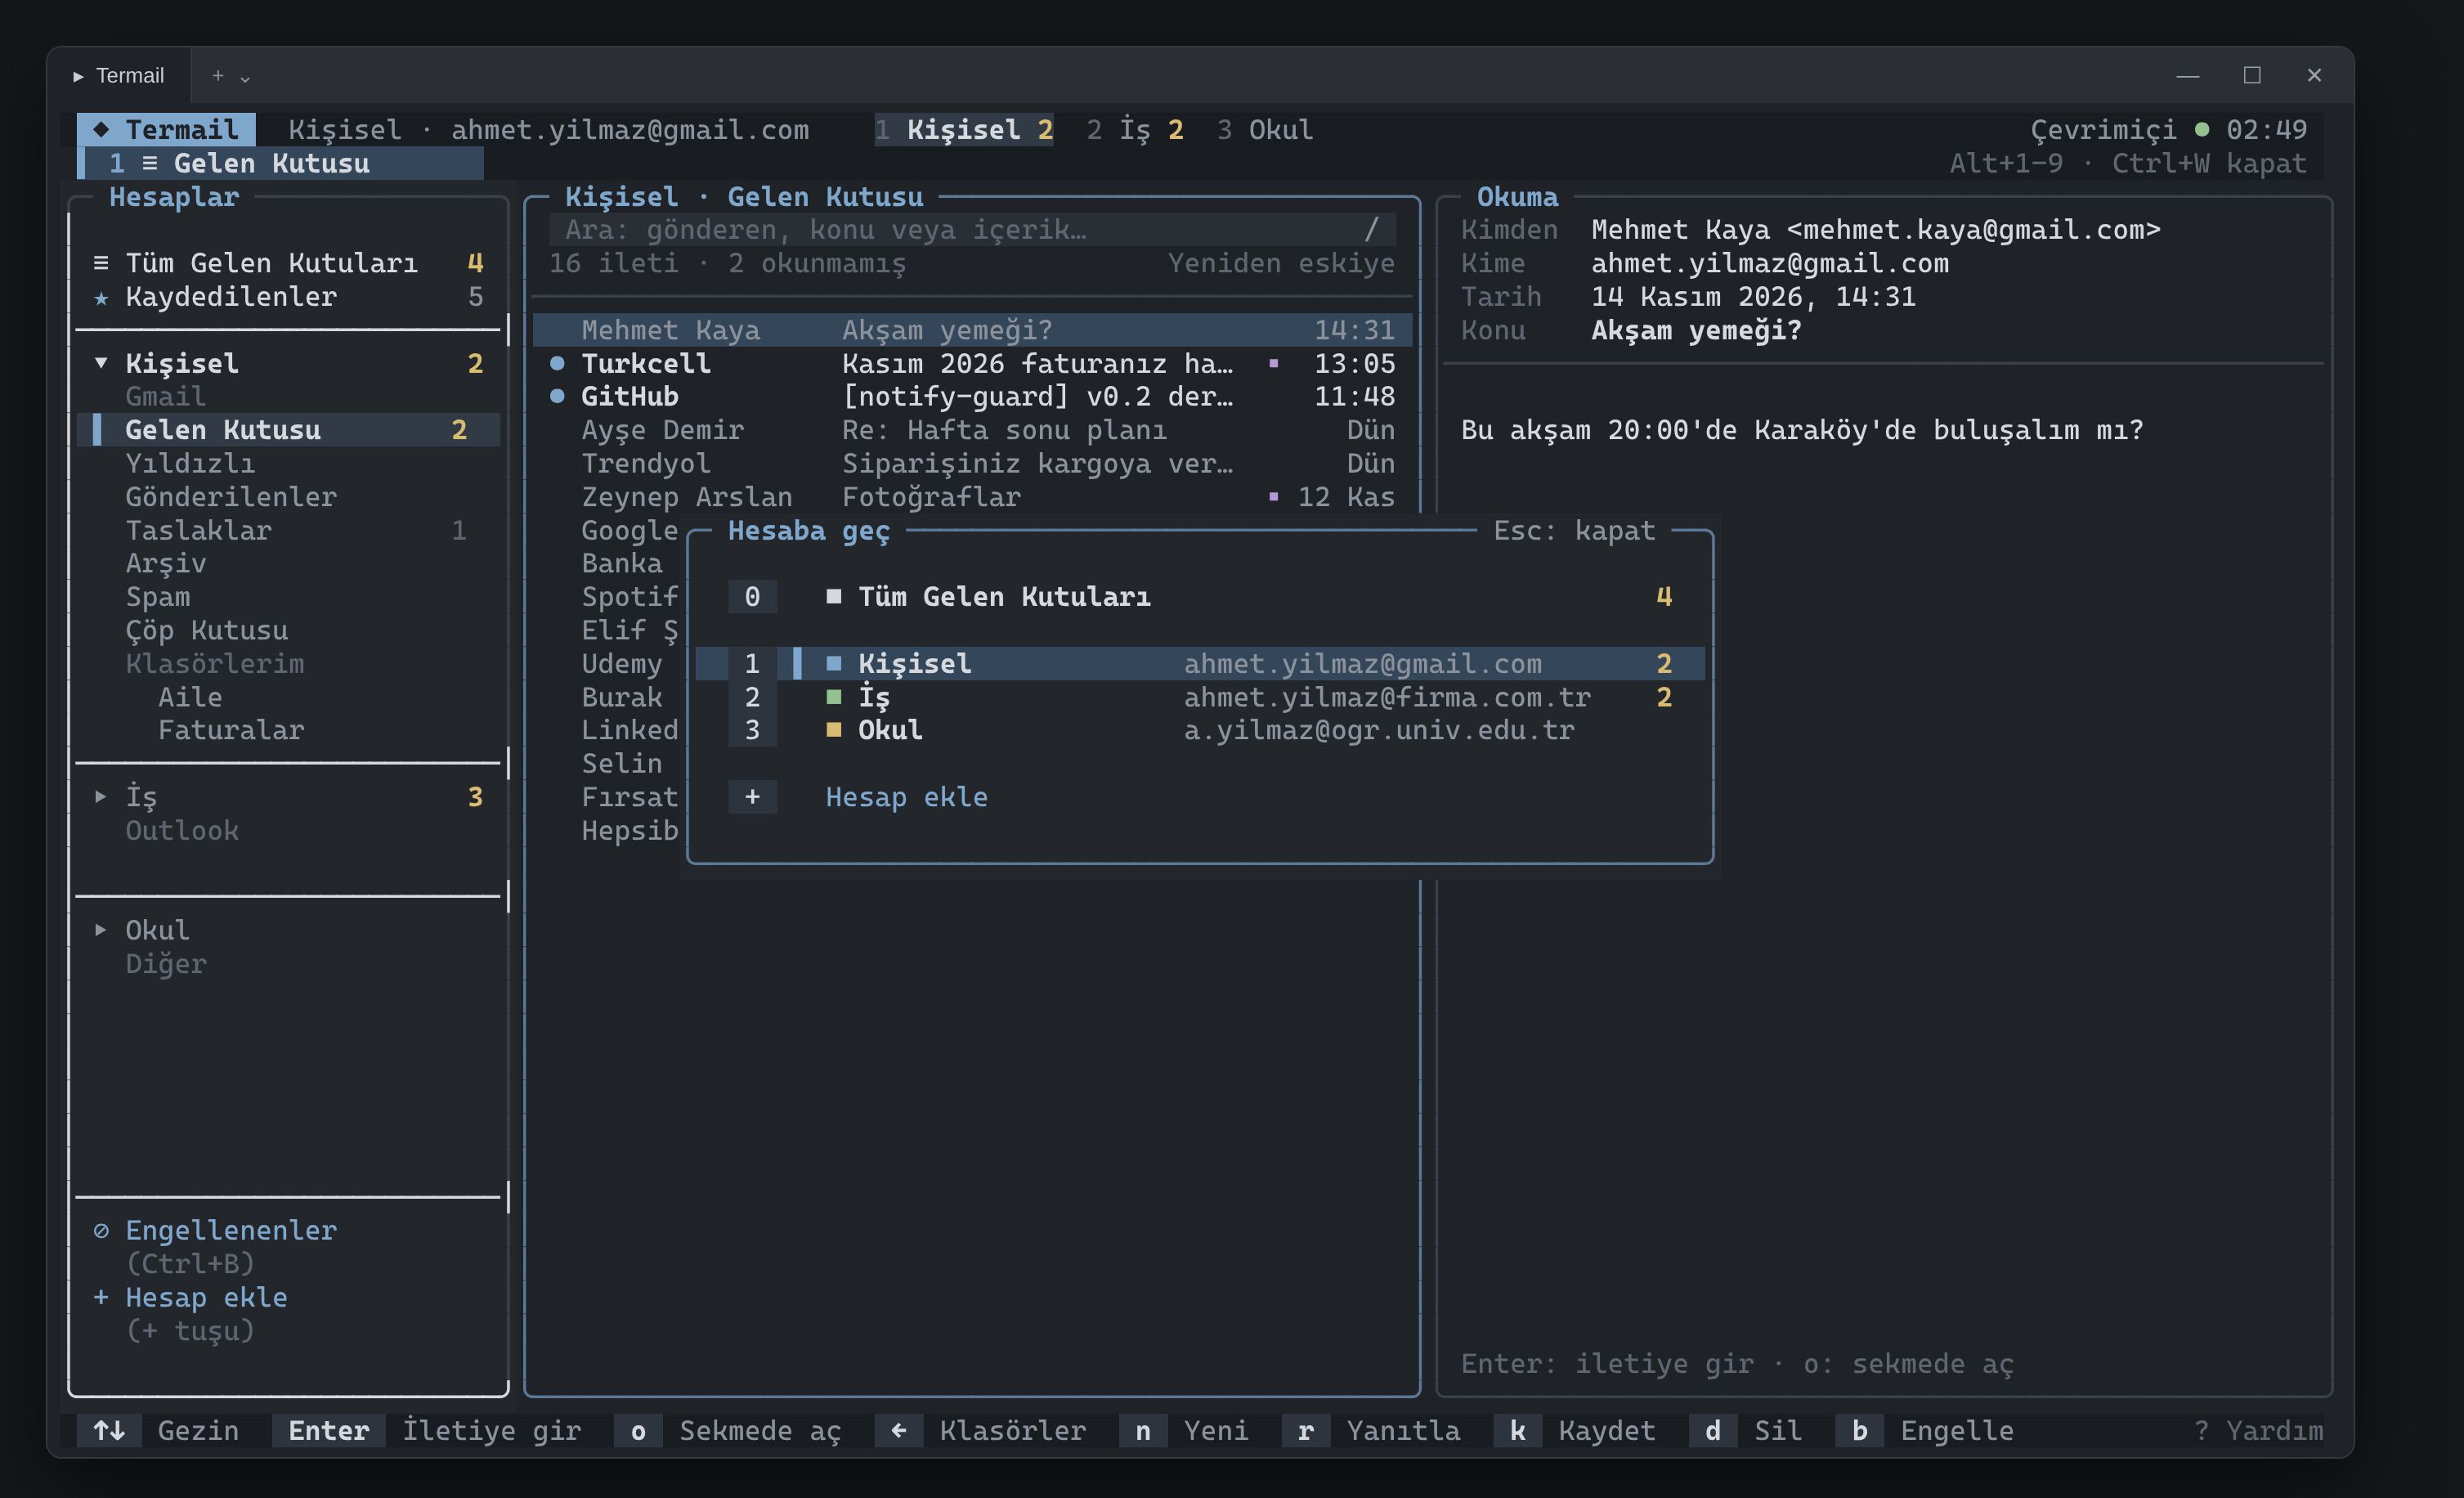 Termail
◆ Termail Kişisel · ahmet.yilmaz@gmail.com 1 Kişisel 2 2 İş 2 3 Okul Çevrimiçi ● 02:49
1 ≡ Gelen Kutusu Alt+1-9 · Ctrl+W kapat
Hesaplar
≡ Tüm Gelen Kutuları 4
★ Kaydedilenler 5
▼ Kişisel 2
Gmail
Gelen Kutusu 2
Yıldızlı
Gönderilenler
Taslaklar 1
Arşiv
Spam
Çöp Kutusu
Klasörlerim
Aile
Faturalar
▶ İş 3
Outlook
▶ Okul
Diğer
⊘ Engellenenler
(Ctrl+B)
+ Hesap ekle
(+ tuşu)
Kişisel · Gelen Kutusu
Ara: gönderen, konu veya içerik… /
16 ileti · 2 okunmamış Yeniden eskiye
Mehmet Kaya Akşam yemeği? 14:31
● Turkcell Kasım 2026 faturanız ha… ▪ 13:05
● GitHub [notify-guard] v0.2 der… 11:48
Ayşe Demir Re: Hafta sonu planı Dün
Trendyol Siparişiniz kargoya ver… Dün
Zeynep Arslan Fotoğraflar ▪ 12 Kas
Google
Banka
Spotif
Elif Ş
Udemy
Burak
Linked
Selin
Fırsat
Hepsib
Hesaba geç Esc: kapat
0 ■ Tüm Gelen Kutuları 4
1 ■ Kişisel ahmet.yilmaz@gmail.com 2
2 ■ İş ahmet.yilmaz@firma.com.tr 2
3 ■ Okul a.yilmaz@ogr.univ.edu.tr
+ Hesap ekle
Okuma
Kimden Mehmet Kaya <mehmet.kaya@gmail.com>
Kime ahmet.yilmaz@gmail.com
Tarih 14 Kasım 2026, 14:31
Konu Akşam yemeği?
Bu akşam 20:00'de Karaköy'de buluşalım mı?
Enter: iletiye gir · o: sekmede aç
↑↓ Gezin Enter İletiye gir o Sekmede aç ← Klasörler n Yeni r Yanıtla k Kaydet d Sil b Engelle ? Yardım